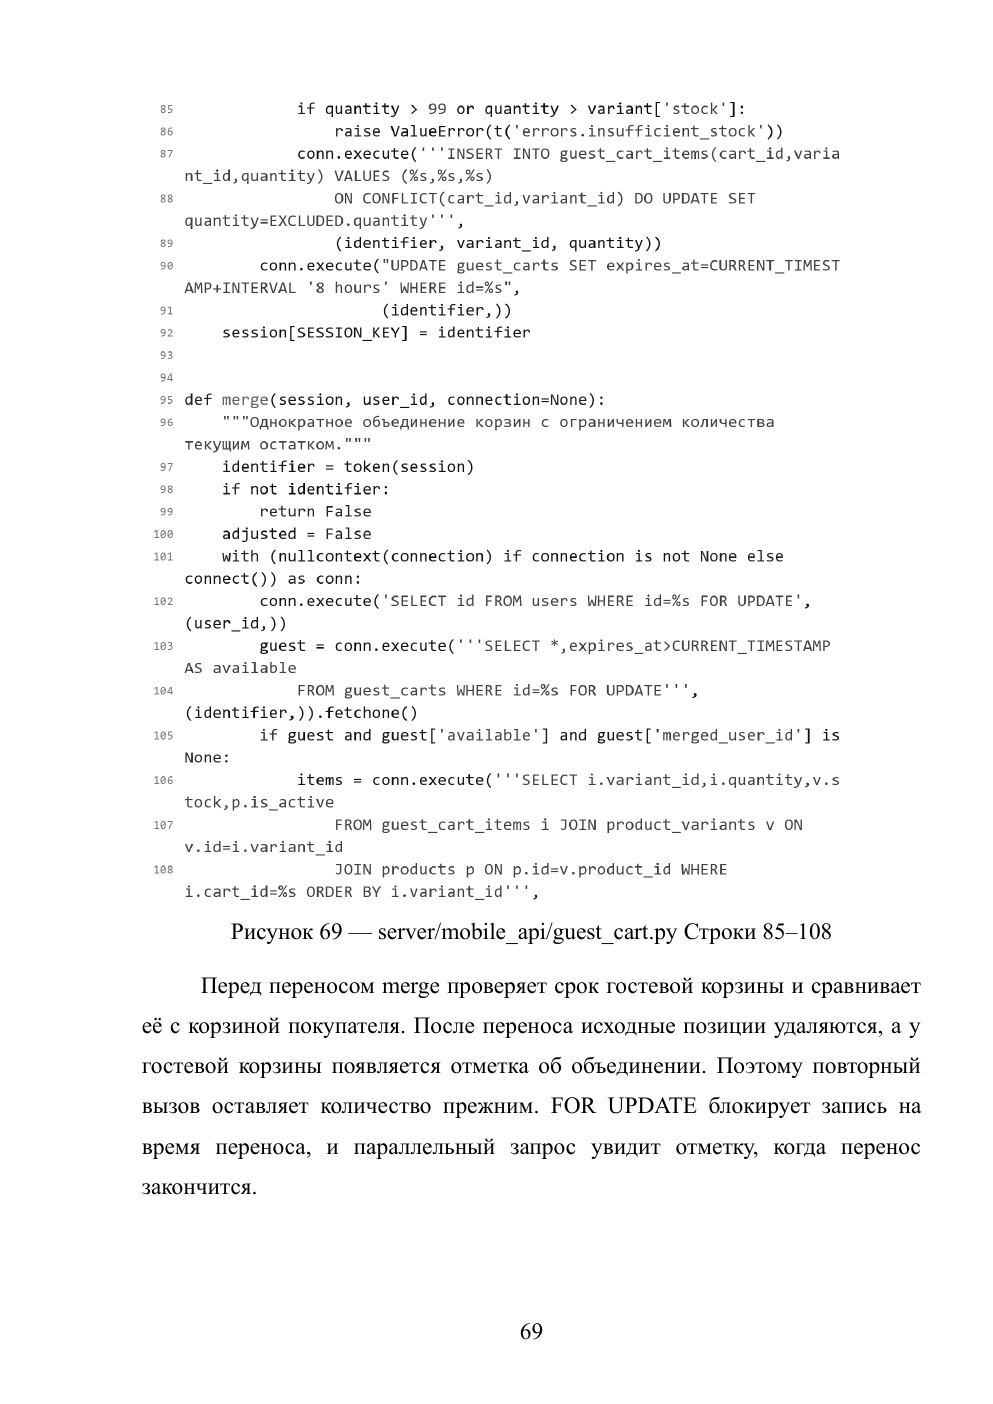 85 if quantity > 99 or quantity > variant['stock']:
86 raise ValueError(t('errors.insufficient_stock'))
87 conn.execute('''INSERT INTO guest_cart_items(cart_id,varia
nt_id,quantity) VALUES (%s,%s,%s)
88 ON CONFLICT(cart_id,variant_id) DO UPDATE SET
quantity=EXCLUDED.quantity''',
89 (identifier, variant_id, quantity))
90 conn.execute("UPDATE guest_carts SET expires_at=CURRENT_TIMEST
AMP+INTERVAL '8 hours' WHERE id=%s",
91 (identifier,))
92 session[SESSION_KEY] = identifier
93
94
95 def merge(session, user_id, connection=None):
96 """Однократное объединение корзин с ограничением количества
текущим остатком."""
97 identifier = token(session)
98 if not identifier:
99 return False
100 adjusted = False
101 with (nullcontext(connection) if connection is not None else
connect()) as conn:
102 conn.execute('SELECT id FROM users WHERE id=%s FOR UPDATE',
(user_id,))
103 guest = conn.execute('''SELECT *,expires_at>CURRENT_TIMESTAMP
AS available
104 FROM guest_carts WHERE id=%s FOR UPDATE''',
(identifier,)).fetchone()
105 if guest and guest['available'] and guest['merged_user_id'] is
None:
106 items = conn.execute('''SELECT i.variant_id,i.quantity,v.s
tock,p.is_active
107 FROM guest_cart_items i JOIN product_variants v ON
v.id=i.variant_id
108 JOIN products p ON p.id=v.product_id WHERE
i.cart_id=%s ORDER BY i.variant_id''',
Рисунок 69 — server/mobile_api/guest_cart.py Строки 85–108
Перед переносом merge проверяет срок гостевой корзины и сравнивает
её с корзиной покупателя. После переноса исходные позиции удаляются, а у
гостевой корзины появляется отметка об объединении. Поэтому повторный
вызов оставляет количество прежним. FOR UPDATE блокирует запись на
время переноса, и параллельный запрос увидит отметку, когда перенос
закончится.
69